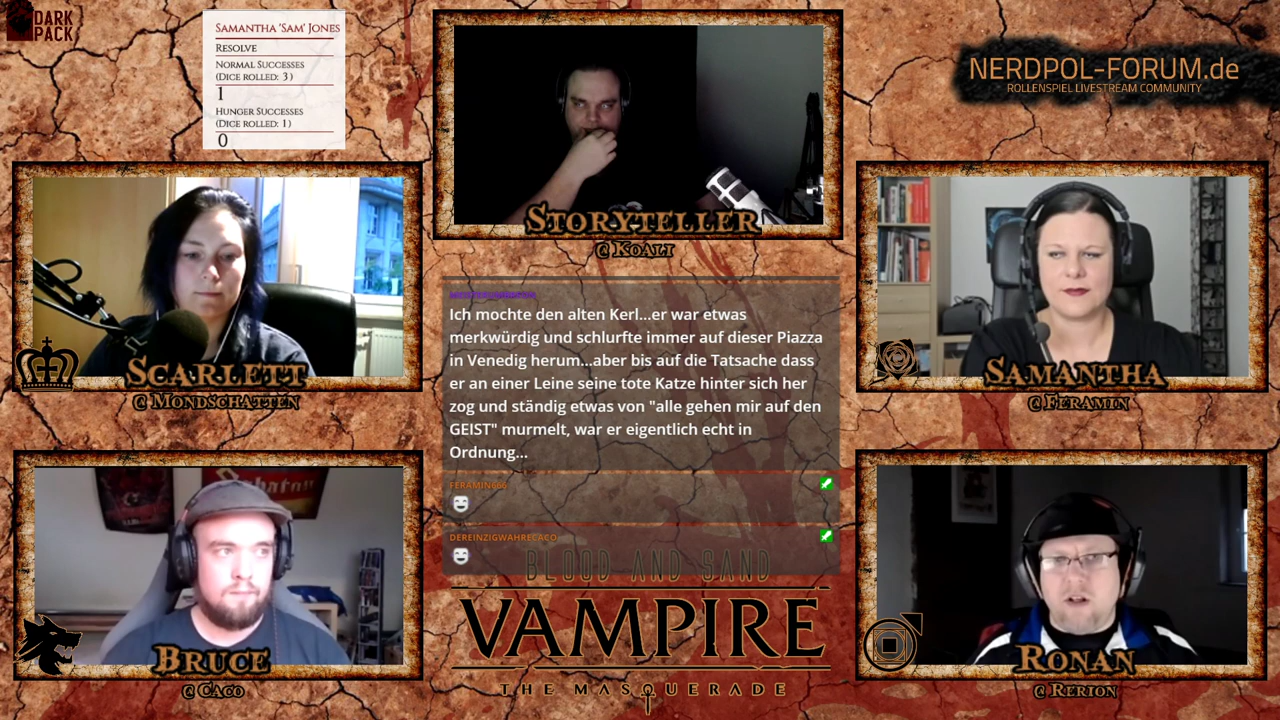 DARK
PACK
Samantha 'Sam' Jones
Resolve
Normal Successes
(Dice rolled: 3)
1
Hunger Successes
(Dice rolled: 1)
0
NERDPOL-FORUM.de
ROLLENSPIEL LIVESTREAM COMMUNITY
Storyteller
@ Koali
Scarlett
@ Mondschatten
Samantha
@ Feramin
Ich mochte den alten Kerl...er war etwas
merkwürdig und schlurfte immer auf dieser Piazza
in Venedig herum...aber bis auf die Tatsache dass
er an einer Leine seine tote Katze hinter sich her
zog und ständig etwas von "alle gehen mir auf den
GEIST" murmelt, war er eigentlich echt in
Ordnung...
FERAMIN666
DEREINZIGWAHRECACO
BLOOD AND SAND
VAMPIRE
THE MASQUERADE
Sabaton
Bruce
@ Caco
Ronan
@ Rerion